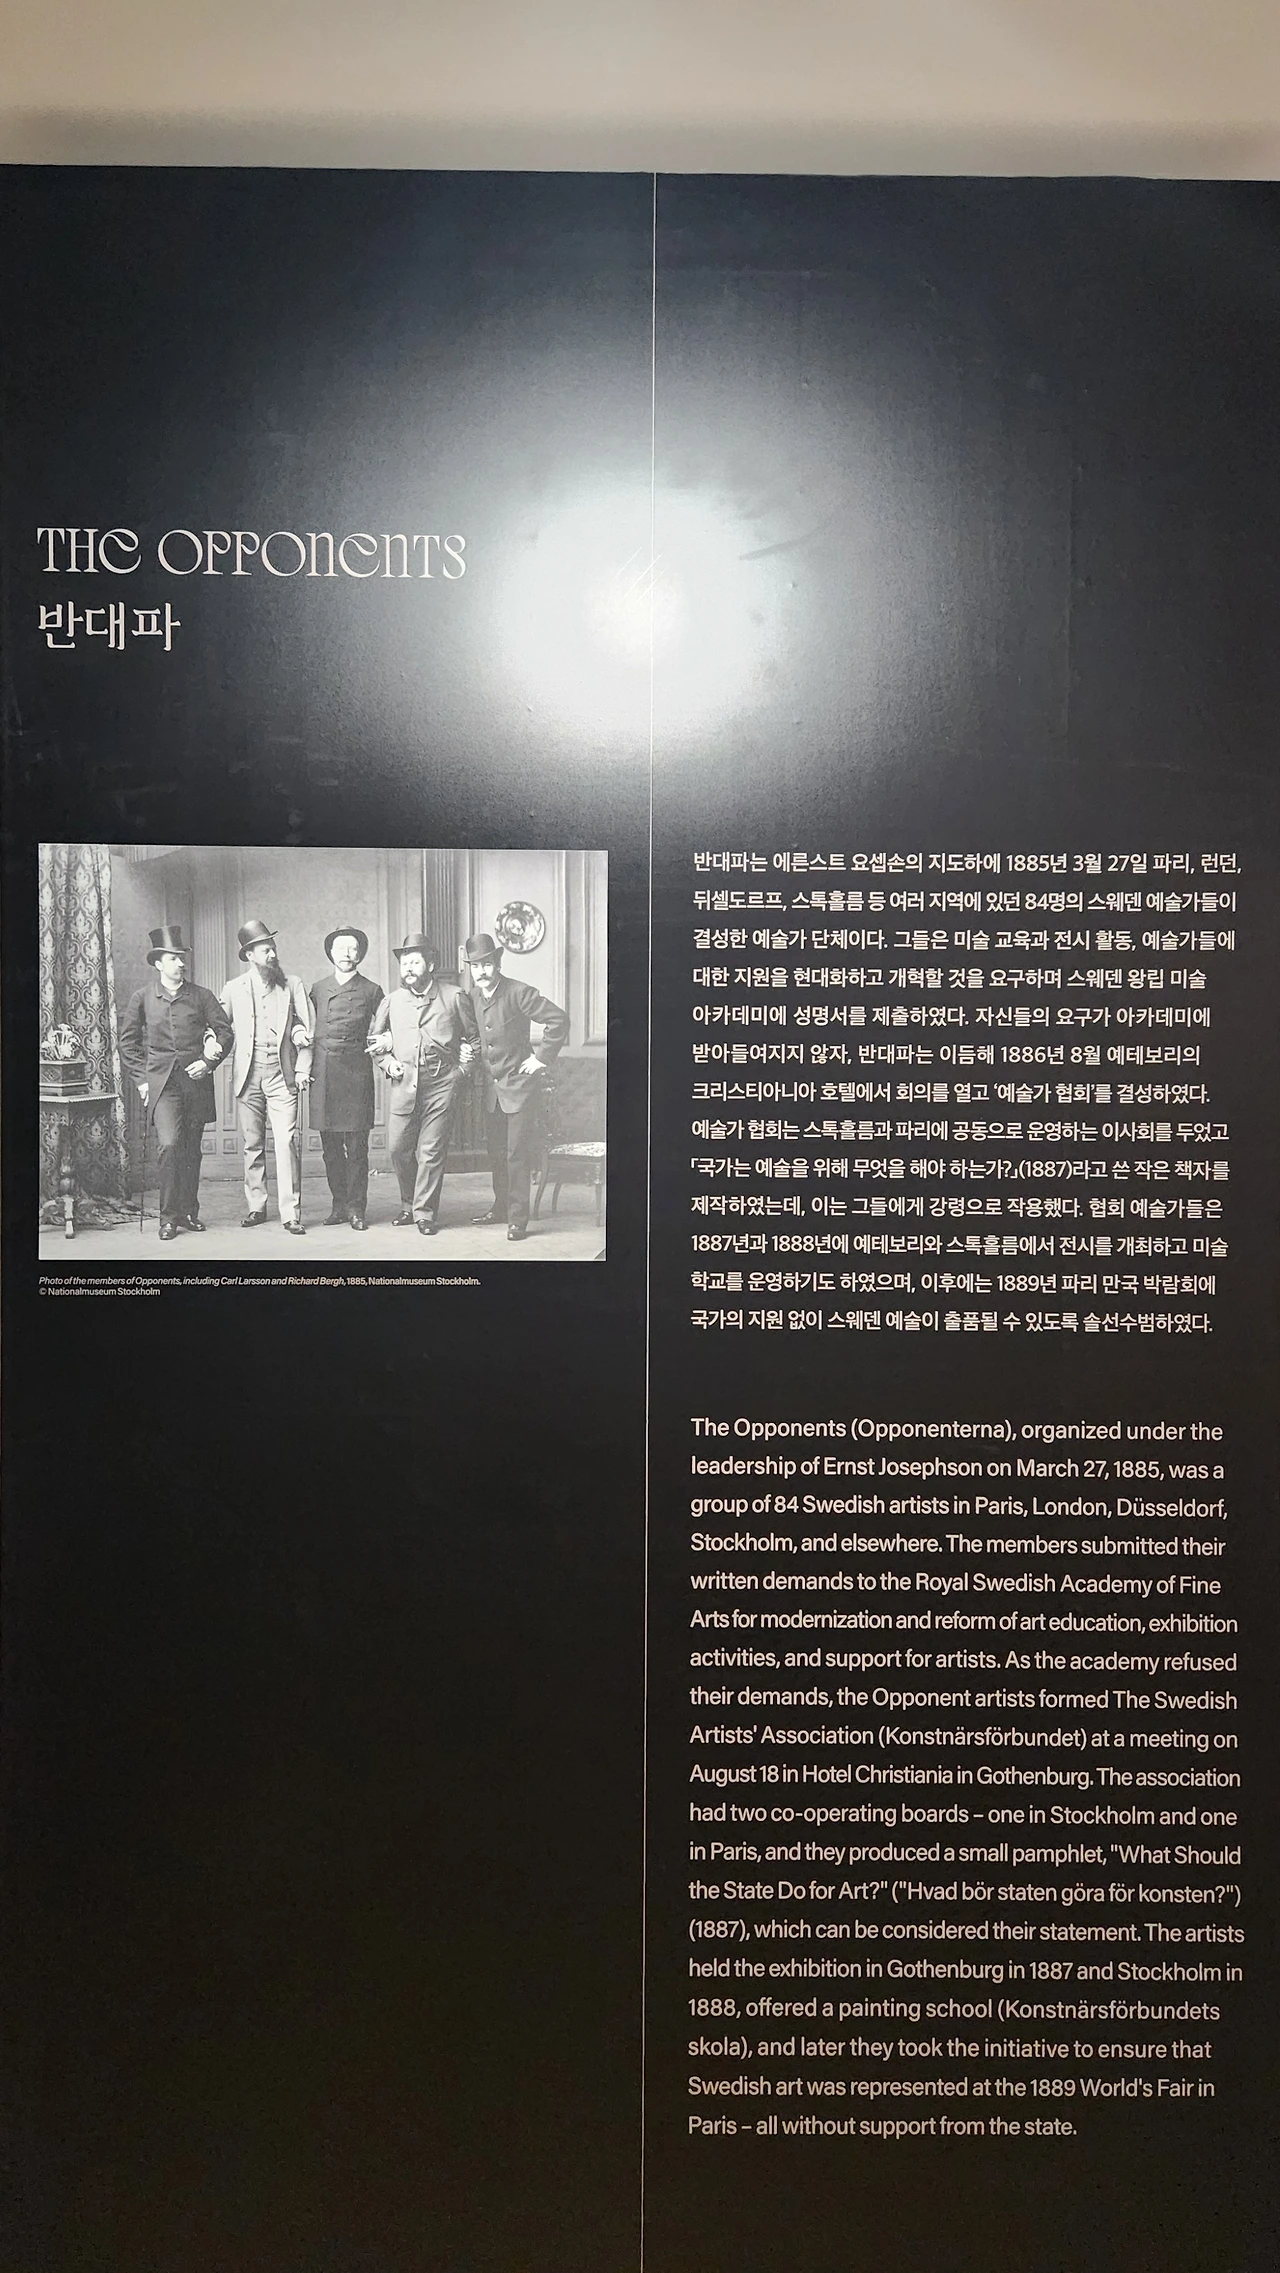 THE OPPONENTS
반대파
Photo of the members of Opponents, including Carl Larsson and Richard Bergh, 1885, Nationalmuseum Stockholm.
© Nationalmuseum Stockholm
반대파는 에른스트 요셉손의 지도하에 1885년 3월 27일 파리, 런던,
뒤셀도르프, 스톡홀름 등 여러 지역에 있던 84명의 스웨덴 예술가들이
결성한 예술가 단체이다. 그들은 미술 교육과 전시 활동, 예술가들에
대한 지원을 현대화하고 개혁할 것을 요구하며 스웨덴 왕립 미술
아카데미에 성명서를 제출하였다. 자신들의 요구가 아카데미에
받아들여지지 않자, 반대파는 이듬해 1886년 8월 예테보리의
크리스티아니아 호텔에서 회의를 열고 ‘예술가 협회’를 결성하였다.
예술가 협회는 스톡홀름과 파리에 공동으로 운영하는 이사회를 두었고
「국가는 예술을 위해 무엇을 해야 하는가?」(1887)라고 쓴 작은 책자를
제작하였는데, 이는 그들에게 강령으로 작용했다. 협회 예술가들은
1887년과 1888년에 예테보리와 스톡홀름에서 전시를 개최하고 미술
학교를 운영하기도 하였으며, 이후에는 1889년 파리 만국 박람회에
국가의 지원 없이 스웨덴 예술이 출품될 수 있도록 솔선수범하였다.
The Opponents (Opponenterna), organized under the
leadership of Ernst Josephson on March 27, 1885, was a
group of 84 Swedish artists in Paris, London, Düsseldorf,
Stockholm, and elsewhere. The members submitted their
written demands to the Royal Swedish Academy of Fine
Arts for modernization and reform of art education, exhibition
activities, and support for artists. As the academy refused
their demands, the Opponent artists formed The Swedish
Artists' Association (Konstnärsförbundet) at a meeting on
August 18 in Hotel Christiania in Gothenburg. The association
had two co-operating boards – one in Stockholm and one
in Paris, and they produced a small pamphlet, "What Should
the State Do for Art?" ("Hvad bör staten göra för konsten?")
(1887), which can be considered their statement. The artists
held the exhibition in Gothenburg in 1887 and Stockholm in
1888, offered a painting school (Konstnärsförbundets
skola), and later they took the initiative to ensure that
Swedish art was represented at the 1889 World's Fair in
Paris – all without support from the state.